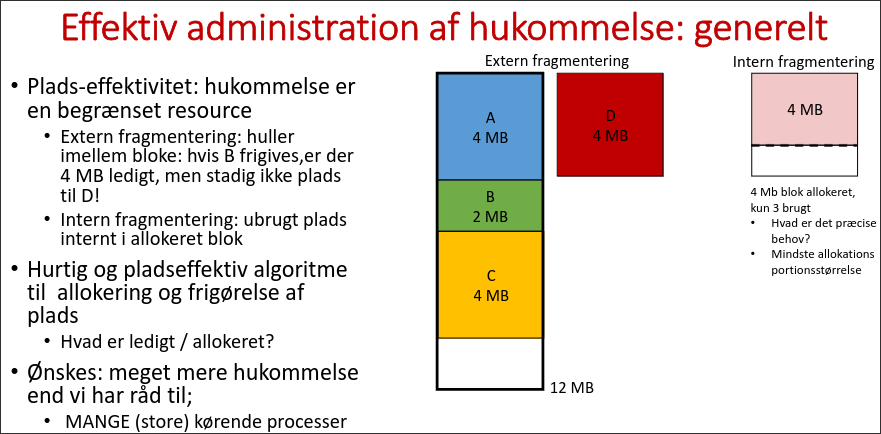 Effektiv administration af hukommelse: generelt
• Plads-effektivitet: hukommelse er
en begrænset resource
• Extern fragmentering: huller
imellem bloke: hvis B frigives,er der
4 MB ledigt, men stadig ikke plads
til D!
• Intern fragmentering: ubrugt plads
internt i allokeret blok
• Hurtig og pladseffektiv algoritme
til allokering og frigørelse af
plads
• Hvad er ledigt / allokeret?
• Ønskes: meget mere hukommelse
end vi har råd til;
• MANGE (store) kørende processer
Extern fragmentering
A
4 MB
B
2 MB
C
4 MB
12 MB
D
4 MB
Intern fragmentering
4 MB
4 Mb blok allokeret,
kun 3 brugt
• Hvad er det præcise
behov?
• Mindste allokations
portionsstørrelse